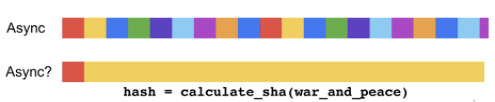 Async
Async?
hash = calculate_sha(war_and_peace)